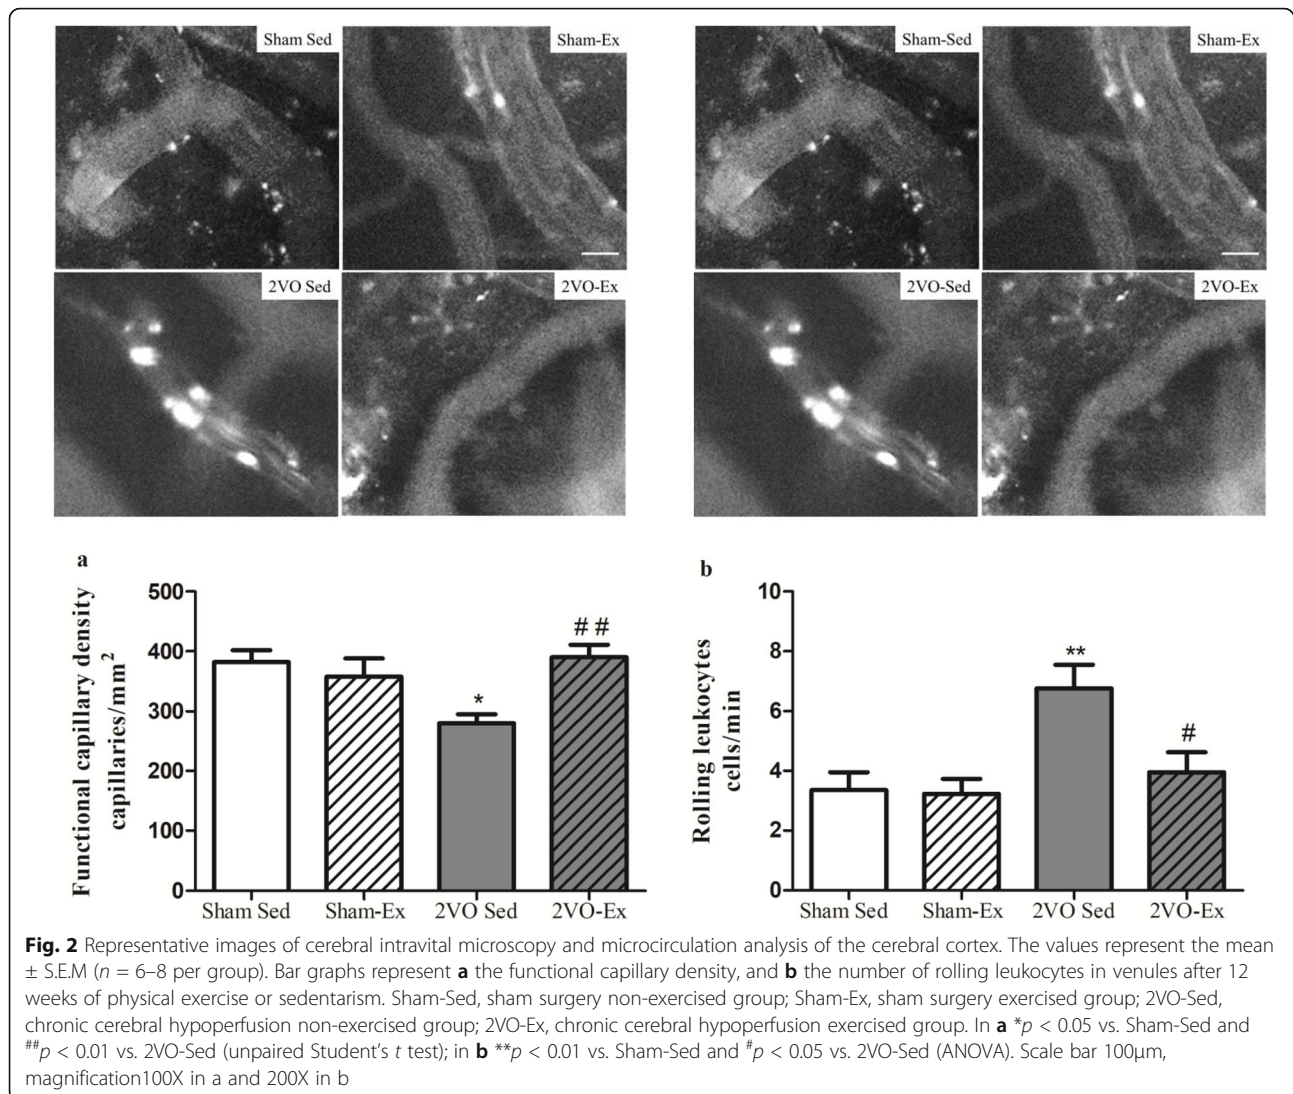 Sham Sed
Sham-Ex
Sham-Sed
Sham-Ex
2VO Sed
2VO-Ex
2VO-Sed
2VO-Ex
a
Functional capillary density
capillaries/mm²
500
400
300
200
100
0
*
# #
Sham Sed
Sham-Ex
2VO Sed
2VO-Ex
b
Rolling leukocytes
cells/min
10
8
6
4
2
0
**
#
Sham Sed
Sham-Ex
2VO Sed
2VO-Ex
Fig. 2 Representative images of cerebral intravital microscopy and microcirculation analysis of the cerebral cortex. The values represent the mean
± S.E.M (n = 6–8 per group). Bar graphs represent a the functional capillary density, and b the number of rolling leukocytes in venules after 12
weeks of physical exercise or sedentarism. Sham-Sed, sham surgery non-exercised group; Sham-Ex, sham surgery exercised group; 2VO-Sed,
chronic cerebral hypoperfusion non-exercised group; 2VO-Ex, chronic cerebral hypoperfusion exercised group. In a *p < 0.05 vs. Sham-Sed and
##p < 0.01 vs. 2VO-Sed (unpaired Student's t test); in b **p < 0.01 vs. Sham-Sed and #p < 0.05 vs. 2VO-Sed (ANOVA). Scale bar 100μm,
magnification100X in a and 200X in b